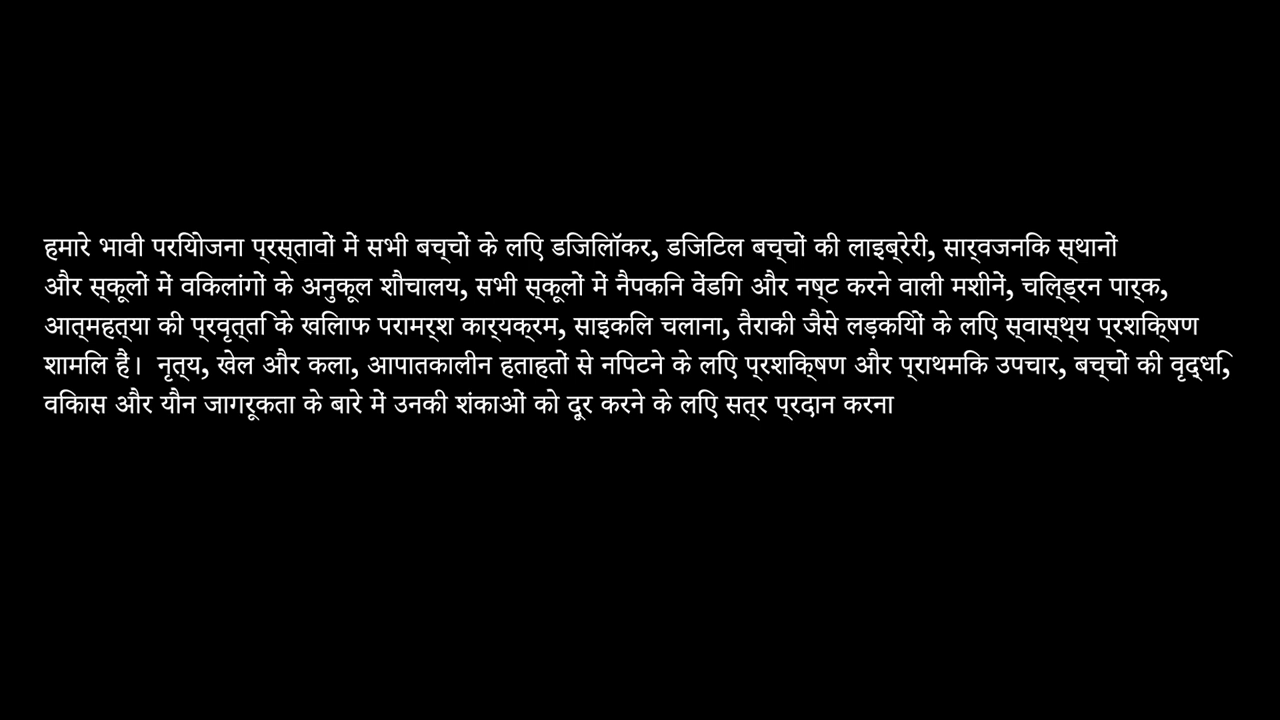 हमारे भावी परियोजना प्रस्तावों में सभी बच्चों के लिए डिजिलॉकर, डिजिटल बच्चों की लाइब्रेरी, सार्वजनिक स्थानों
और स्कूलों में विकलांगों के अनुकूल शौचालय, सभी स्कूलों में नैपकिन वेंडिंग और नष्ट करने वाली मशीनें, चिल्ड्रन पार्क,
आत्महत्या की प्रवृत्ति के खिलाफ परामर्श कार्यक्रम, साइकिल चलाना, तैराकी जैसे लड़कियों के लिए स्वास्थ्य प्रशिक्षण
शामिल हैं। नृत्य, खेल और कला, आपातकालीन हताहतों से निपटने के लिए प्रशिक्षण और प्राथमिक उपचार, बच्चों की वृद्धि,
विकास और यौन जागरूकता के बारे में उनकी शंकाओं को दूर करने के लिए सत्र प्रदान करना